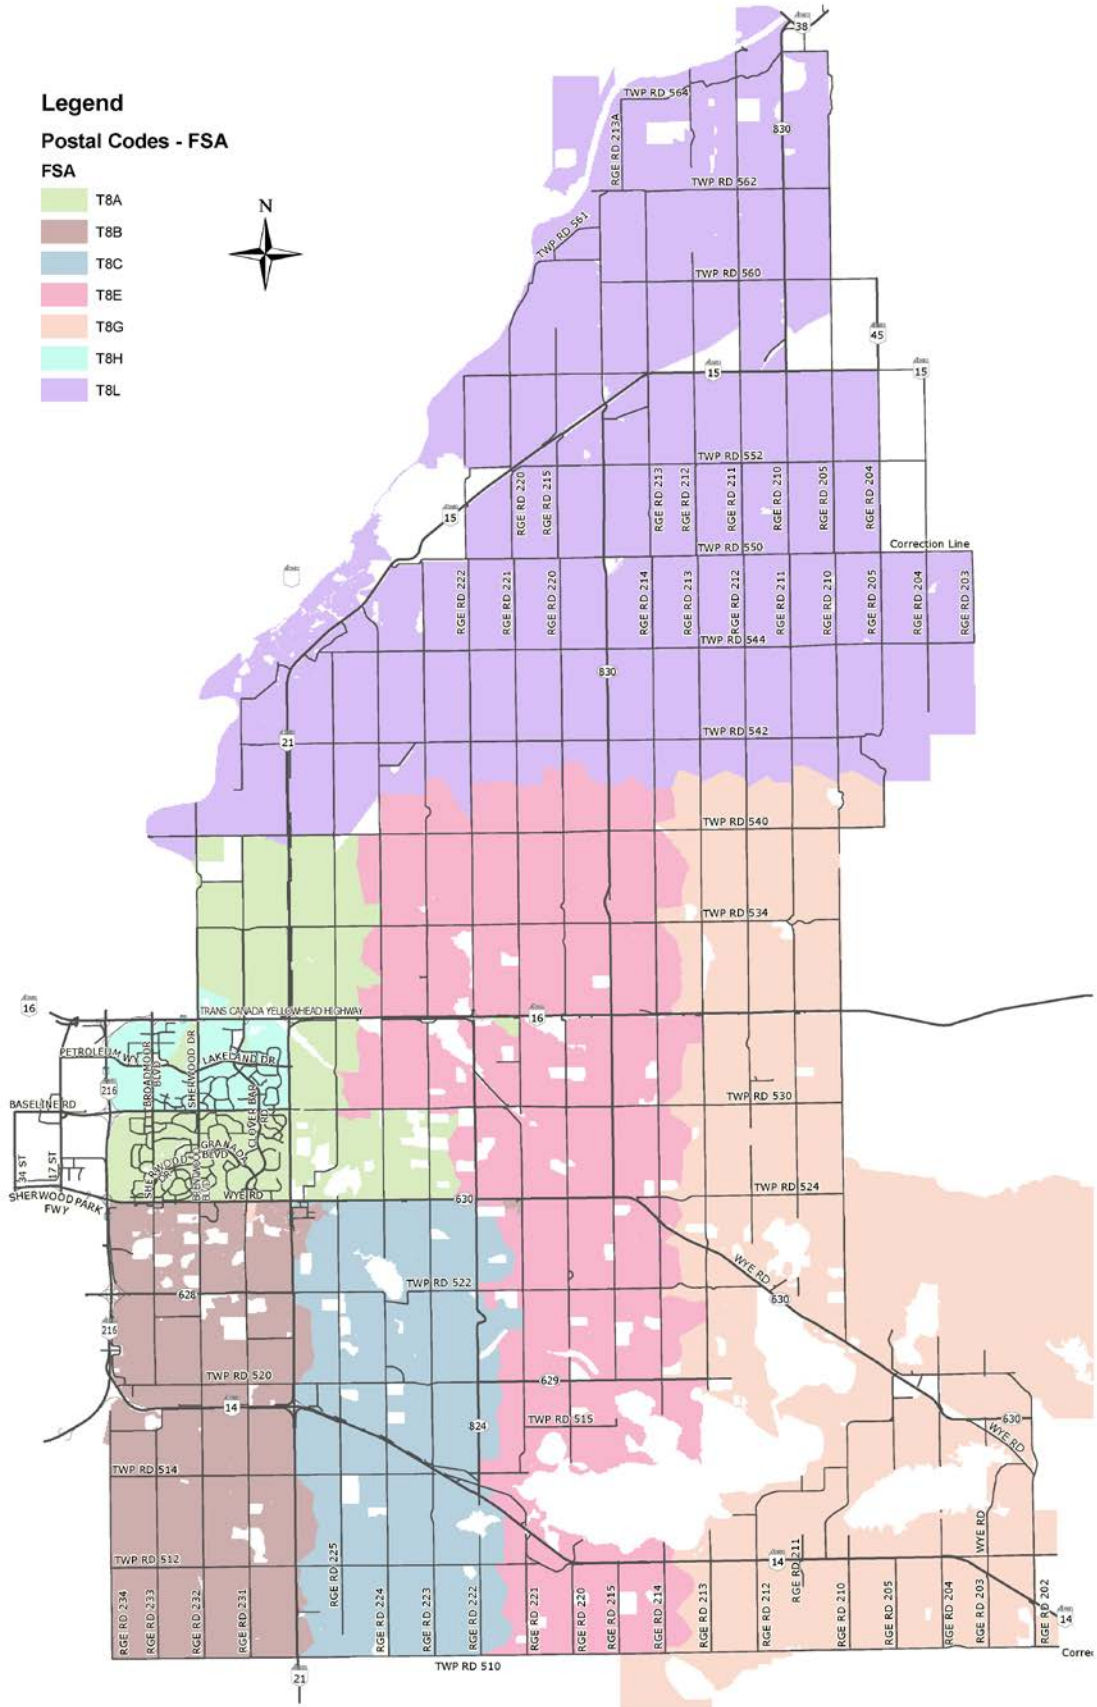 38
Legend
TWP RD 564
Postal Codes - FSA
RGE RD 213A
830
FSA
T8A
T8B
T8C
T8E
T8G
T8H
T8L
N
TWP RD 562
TWP RD 561
TWP RD 560
45
15
15
TWP RD 552
RGE RD 220
RGE RD 215
RGE RD 213
RGE RD 212
RGE RD 211
RGE RD 210
RGE RD 205
RGE RD 204
15
TWP RD 550
Correction Line
RGE RD 222
RGE RD 221
RGE RD 220
RGE RD 214
RGE RD 213
RGE RD 212
RGE RD 211
RGE RD 210
RGE RD 205
RGE RD 204
RGE RD 203
TWP RD 544
830
21
TWP RD 542
TWP RD 540
TWP RD 534
16
TRANS CANADA YELLOWHEAD HIGHWAY
16
PETROLEUM WY
BROADMOOR BLVD
SHERWOOD DR
LAKELAND DR
216
CLOVER BAR RD
BASELINE RD
TWP RD 530
34 ST
17 ST
SHERWOOD DR
GRANADA BLVD
BRENTWOOD BLVD
WYE RD
SHERWOOD PARK FWY
630
TWP RD 524
WYE RD
TWP RD 522
628
630
216
TWP RD 520
629
14
824
TWP RD 515
630
WYE RD
TWP RD 514
WYE RD
TWP RD 512
14
RGE RD 234
RGE RD 233
RGE RD 232
RGE RD 231
RGE RD 225
RGE RD 224
RGE RD 223
RGE RD 222
RGE RD 221
RGE RD 220
RGE RD 215
RGE RD 214
RGE RD 213
RGE RD 212
RGE RD 211
RGE RD 210
RGE RD 205
RGE RD 204
RGE RD 203
RGE RD 202
14
TWP RD 510
Corre
21